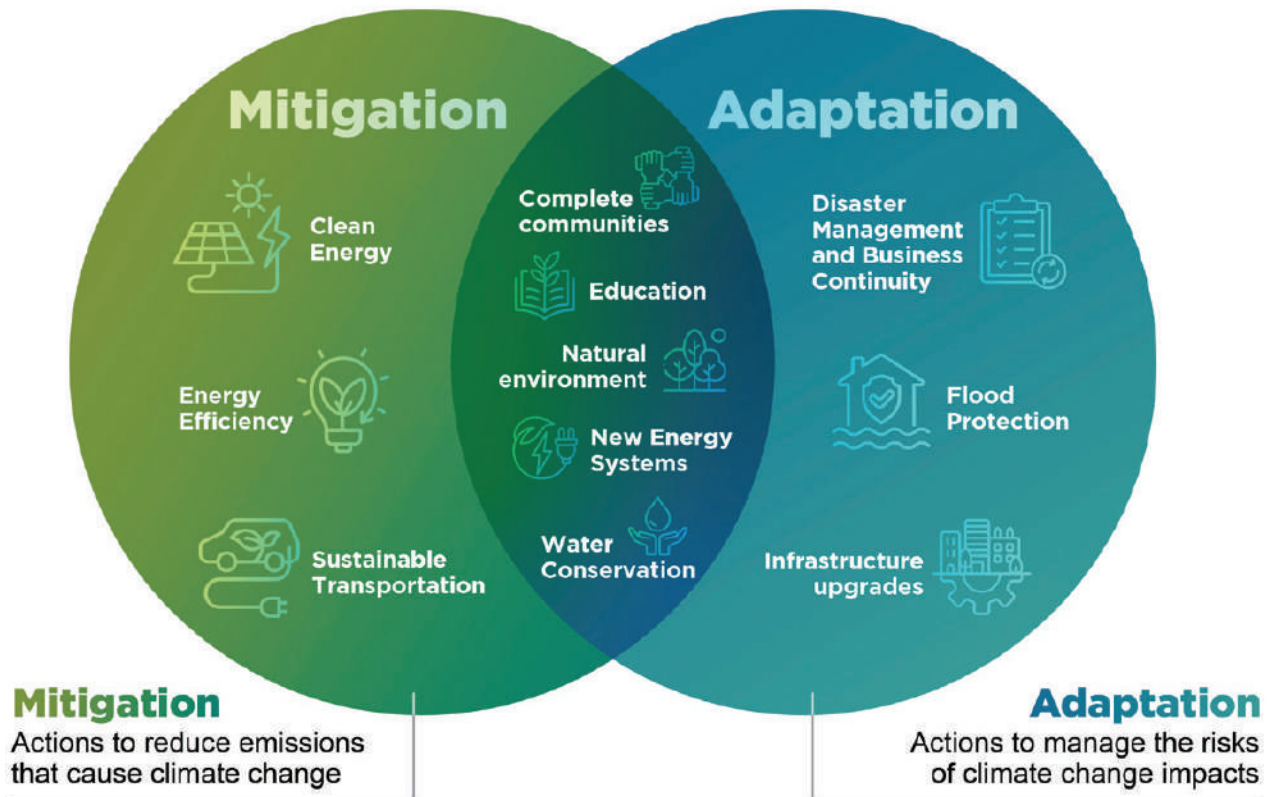 Mitigation
Adaptation
Clean
Energy
Energy
Efficiency
Sustainable
Transportation
Complete
communities
Education
Natural
environment
New Energy
Systems
Water
Conservation
Disaster
Management
and Business
Continuity
Flood
Protection
Infrastructure
upgrades
Mitigation
Actions to reduce emissions
that cause climate change
Adaptation
Actions to manage the risks
of climate change impacts